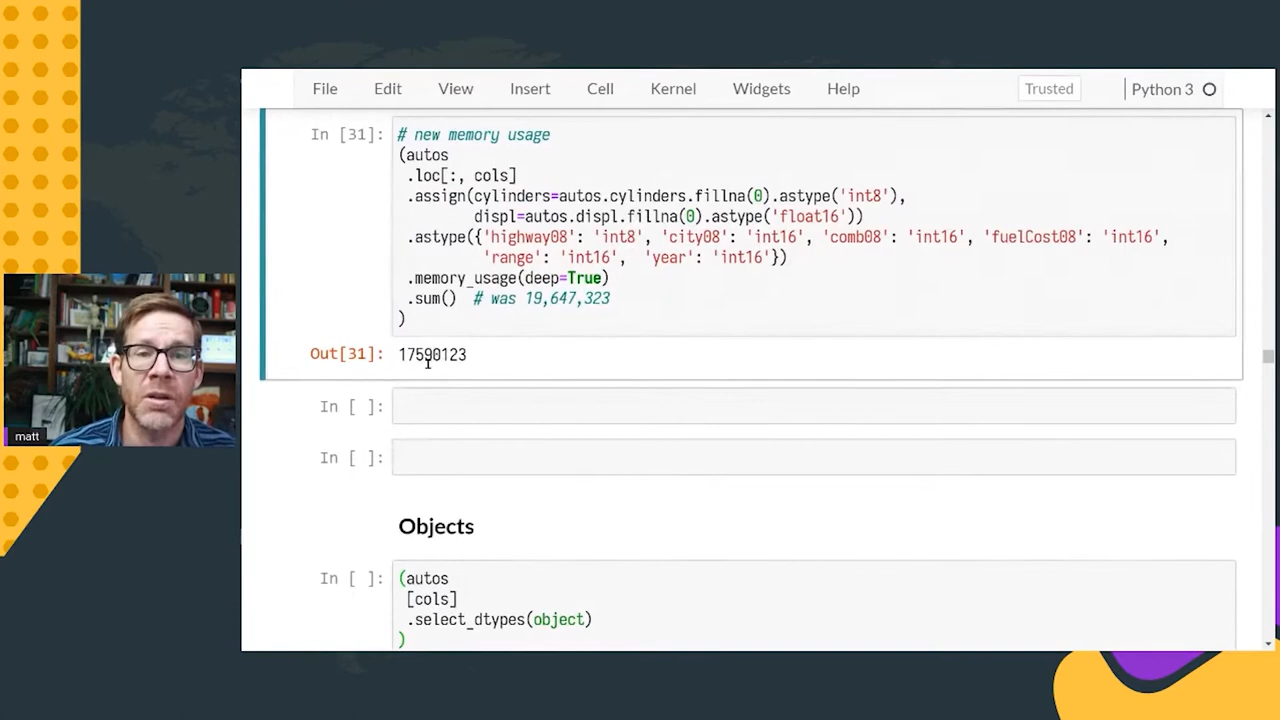 File Edit View Insert Cell Kernel Widgets Help Trusted Python 3
In [31]: # new memory usage
(autos
.loc[:, cols]
.assign(cylinders=autos.cylinders.fillna(0).astype('int8'),
displ=autos.displ.fillna(0).astype('float16'))
.astype({'highway08': 'int8', 'city08': 'int16', 'comb08': 'int16', 'fuelCost08': 'int16',
'range': 'int16', 'year': 'int16'})
.memory_usage(deep=True)
.sum() # was 19,647,323
)
Out[31]: 17590123
In [ ]:
In [ ]:
Objects
In [ ]: (autos
[cols]
.select_dtypes(object)
)
matt